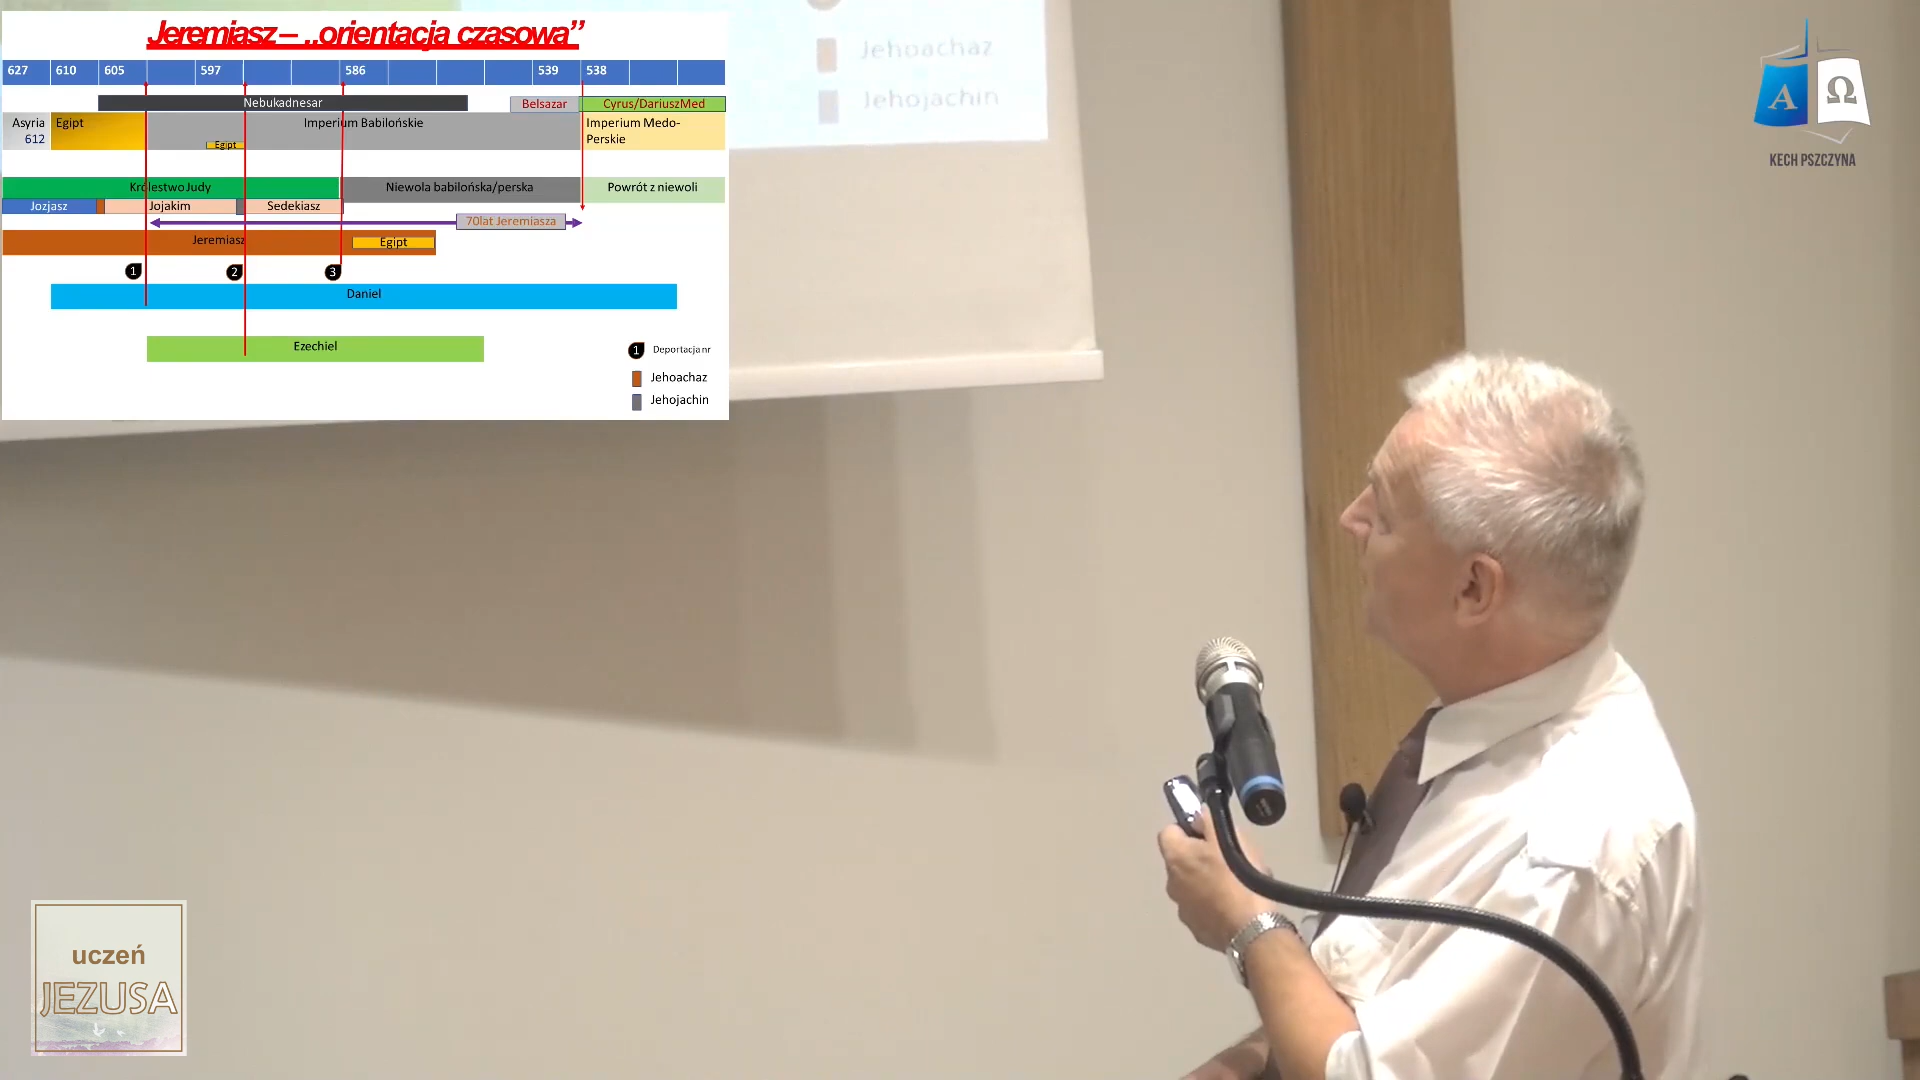 Jeremiasz – „orientacja czasowa”
627 610 605 597 586 539 538
Nebukadnesar Belsazar Cyrus/DariuszMed
Asyria
612
Egipt
Imperium Babilońskie
Egipt
Imperium Medo-
Perskie
Królestwo Judy Niewola babilońska/perska Powrót z niewoli
Jozjasz Jojakim Sedekiasz
70lat Jeremiasza
Jeremiasz Egipt
1 2 3
Daniel
Ezechiel
1 Deportacja nr
Jehoachaz
Jehojachin
Jehoachaz
Jehojachin
A Ω
KECH PSZCZYNA
uczeń
JEZUSA